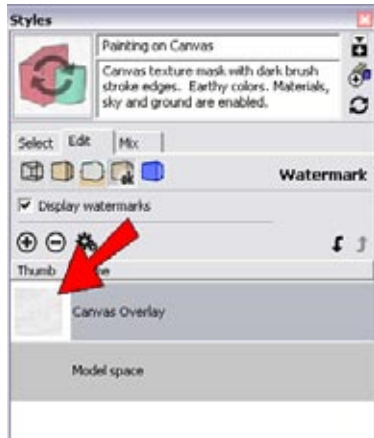 Styles
Painting on Canvas
Canvas texture mask with dark brush
stroke edges. Earthy colors. Materials,
sky and ground are enabled.
Select Edit Mix
Watermark
Display watermarks
Thumb
Canvas Overlay
Model space